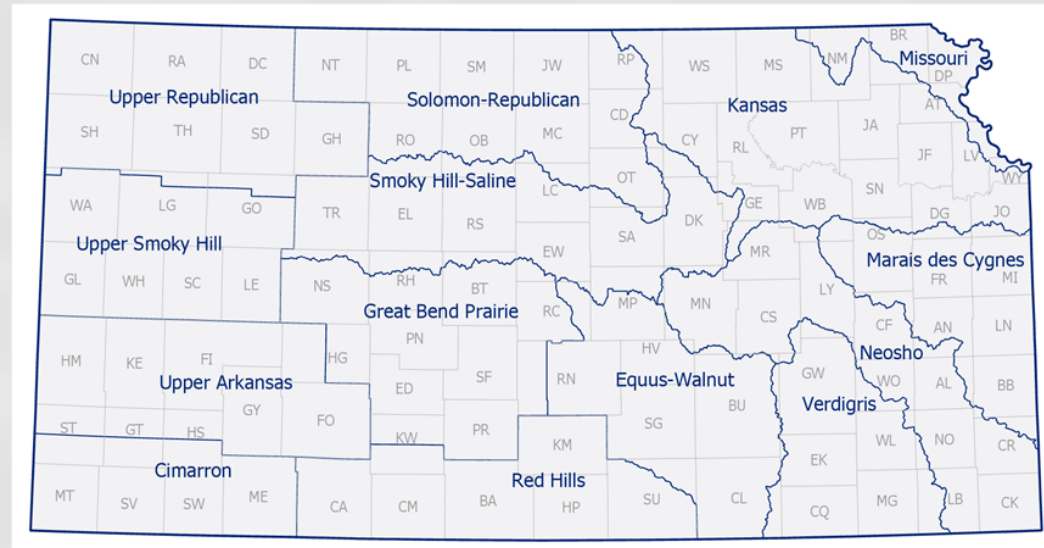 BR
CN RA DC NT PL SM JW RP WS MS NM Missouri
DP
Upper Republican Solomon-Republican Kansas
AT
SH TH SD GH RO OB MC CD CY RL PT JA
JF LV
Smoky Hill-Saline
OT WY
SN
WA LG GO TR EL RS LC DK GE WB DG JO
SA
OS
Upper Smoky Hill EW MR Marais des Cygnes
GL WH SC LE NS RH BT LY FR MI
Great Bend Prairie RC MP MN CS CF AN LN
PN
HM KE FI HG HV Neosho
Upper Arkansas ED SF RN Equus-Walnut GW WO AL BB
GY BU Verdigris
ST GT HS FO KW PR SG
KM WL NO CR
Cimarron Red Hills EK
MT SV SW ME CA CM BA HP SU CL CQ MG LB CK